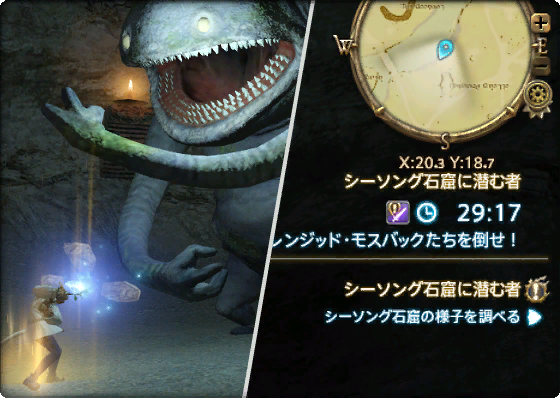 W
E
S
X:20.3 Y:18.7
シーソング石窟に潜む者
29:17
レンジッド・モスバックたちを倒せ！
シーソング石窟に潜む者
シーソング石窟の様子を調べる